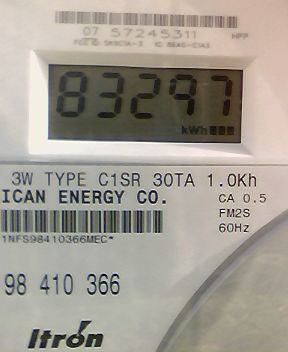 07 57245311
83297
kWh
3W TYPE C1SR 30TA 1.0Kh
ICAN ENERGY CO.
CA 0.5
FM2S
60Hz
1NFS98410366MEC*
98 410 366
Itron